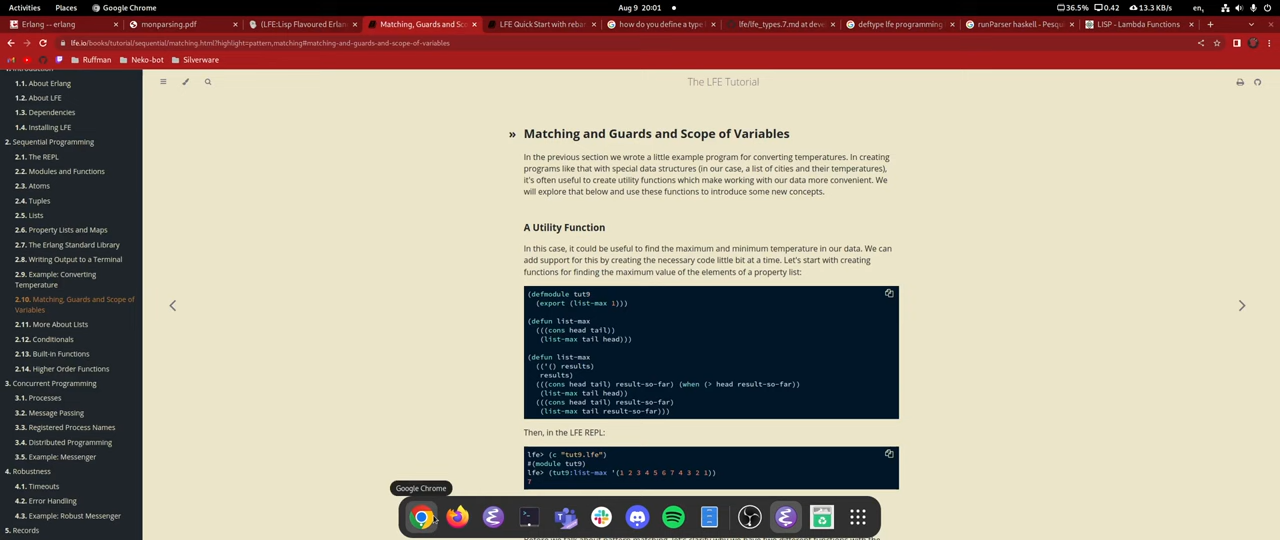 Activities Places Google Chrome Aug 9 20:01 36.5% 0.42 13.3 KB/s en
Erlang -- erlang monparsing.pdf (LFE:Lisp Flavoured Erlan Matching, Guards and Sc LFE QuickStart with reba how do you define a type lfe/lfe_types.7.md at deve deftype lfe programming runParser haskell - Pesqu LISP - Lambda Functions
lfe.io/books/tutorial/sequential/matching.html?highlight=pattern,matching#matching-and-guards-and-scope-of-variables
Ruffman Neko-bot Silverware
1.1. About Erlang
1.2. About LFE
1.3. Dependencies
1.4. Installing LFE
2. Sequential Programming
2.1. The REPL
2.2. Modules and Functions
2.3. Atoms
2.4. Tuples
2.5. Lists
2.6. Property Lists and Maps
2.7. The Erlang Standard Library
2.8. Writing Output to a Terminal
2.9. Example: Converting
Temperature
2.10. Matching, Guards and Scope of
Variables
2.11. More About Lists
2.12. Conditionals
2.13. Built-in Functions
2.14. Higher Order Functions
3. Concurrent Programming
3.1. Processes
3.2. Message Passing
3.3. Registered Process Names
3.4. Distributed Programming
3.5. Example: Messenger
4. Robustness
4.1. Timeouts
4.2. Error Handling
4.3. Example: Robust Messenger
5. Records
The LFE Tutorial
» Matching and Guards and Scope of Variables
In the previous section we wrote a little example program for converting temperatures. In creating
programs like that with special data structures (in our case, a list of cities and their temperatures),
it's often useful to create utility functions which make working with our data more convenient. We
will explore that below and use these functions to introduce some new concepts.
A Utility Function
In this case, it could be useful to find the maximum and minimum temperature in our data. We can
add support for this by creating the necessary code little bit at a time. Let's start with creating
functions for finding the maximum value of the elements of a property list:
(defmodule tut9
(export (list-max 1)))
(defun list-max
(((cons head tail))
(list-max tail head)))
(defun list-max
(('() results)
results)
(((cons head tail) result-so-far) (when (> head result-so-far))
(list-max tail head))
(((cons head tail) result-so-far)
(list-max tail result-so-far)))
Then, in the LFE REPL:
lfe> (c "tut9.lfe")
#(module tut9)
lfe> (tut9:list-max '(1 2 3 4 5 6 7 4 3 2 1))
7
Google Chrome